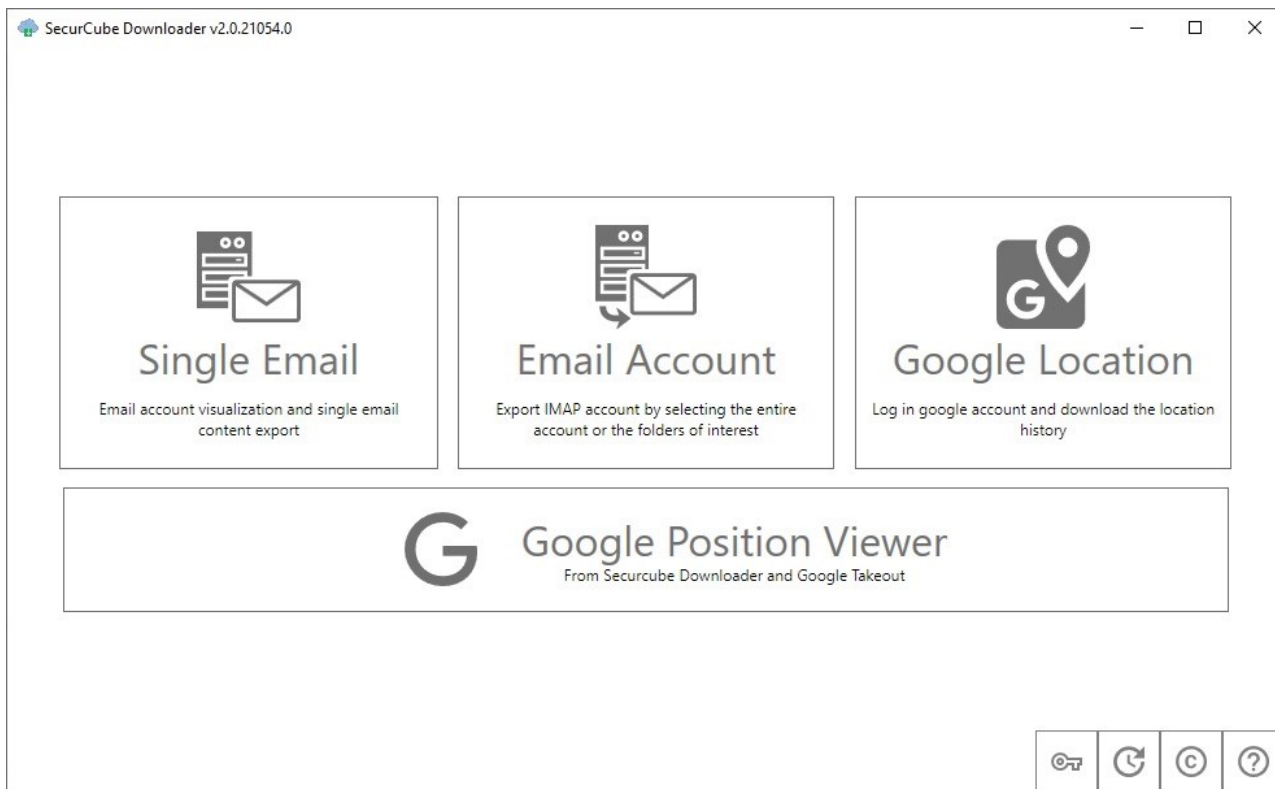 SecurCube Downloader v2.0.21054.0
Single Email
Email account visualization and single email
content export
Email Account
Export IMAP account by selecting the entire
account or the folders of interest
G
Google Location
Log in google account and download the location
history
G
Google Position Viewer
From Securcube Downloader and Google Takeout